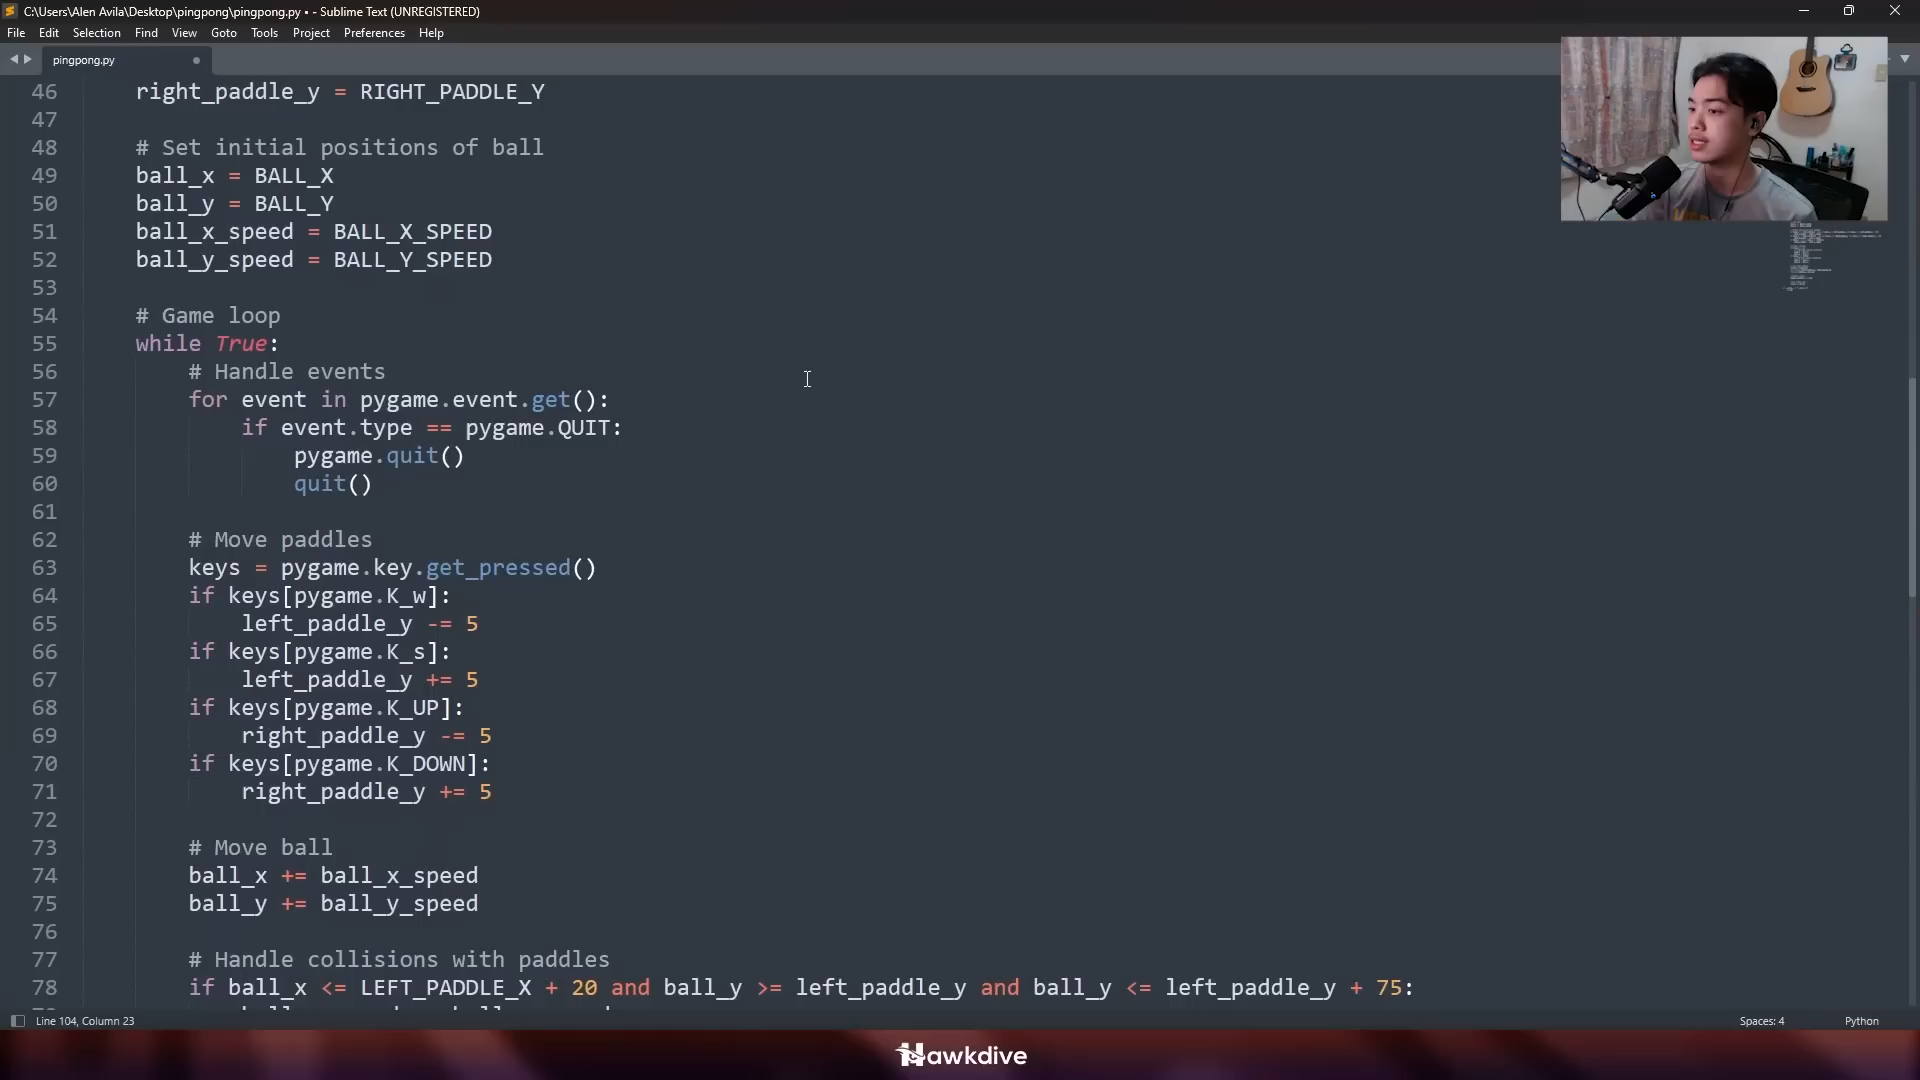 C:\Users\Alen Avila\Desktop\pingpong\pingpong.py • - Sublime Text (UNREGISTERED)
File Edit Selection Find View Goto Tools Project Preferences Help
pingpong.py
46 right_paddle_y = RIGHT_PADDLE_Y
47
48 # Set initial positions of ball
49 ball_x = BALL_X
50 ball_y = BALL_Y
51 ball_x_speed = BALL_X_SPEED
52 ball_y_speed = BALL_Y_SPEED
53
54 # Game loop
55 while True:
56 # Handle events
57 for event in pygame.event.get():
58 if event.type == pygame.QUIT:
59 pygame.quit()
60 quit()
61
62 # Move paddles
63 keys = pygame.key.get_pressed()
64 if keys[pygame.K_w]:
65 left_paddle_y -= 5
66 if keys[pygame.K_s]:
67 left_paddle_y += 5
68 if keys[pygame.K_UP]:
69 right_paddle_y -= 5
70 if keys[pygame.K_DOWN]:
71 right_paddle_y += 5
72
73 # Move ball
74 ball_x += ball_x_speed
75 ball_y += ball_y_speed
76
77 # Handle collisions with paddles
78 if ball_x <= LEFT_PADDLE_X + 20 and ball_y >= left_paddle_y and ball_y <= left_paddle_y + 75:
Line 104, Column 23 Spaces: 4 Python
Hawkdive